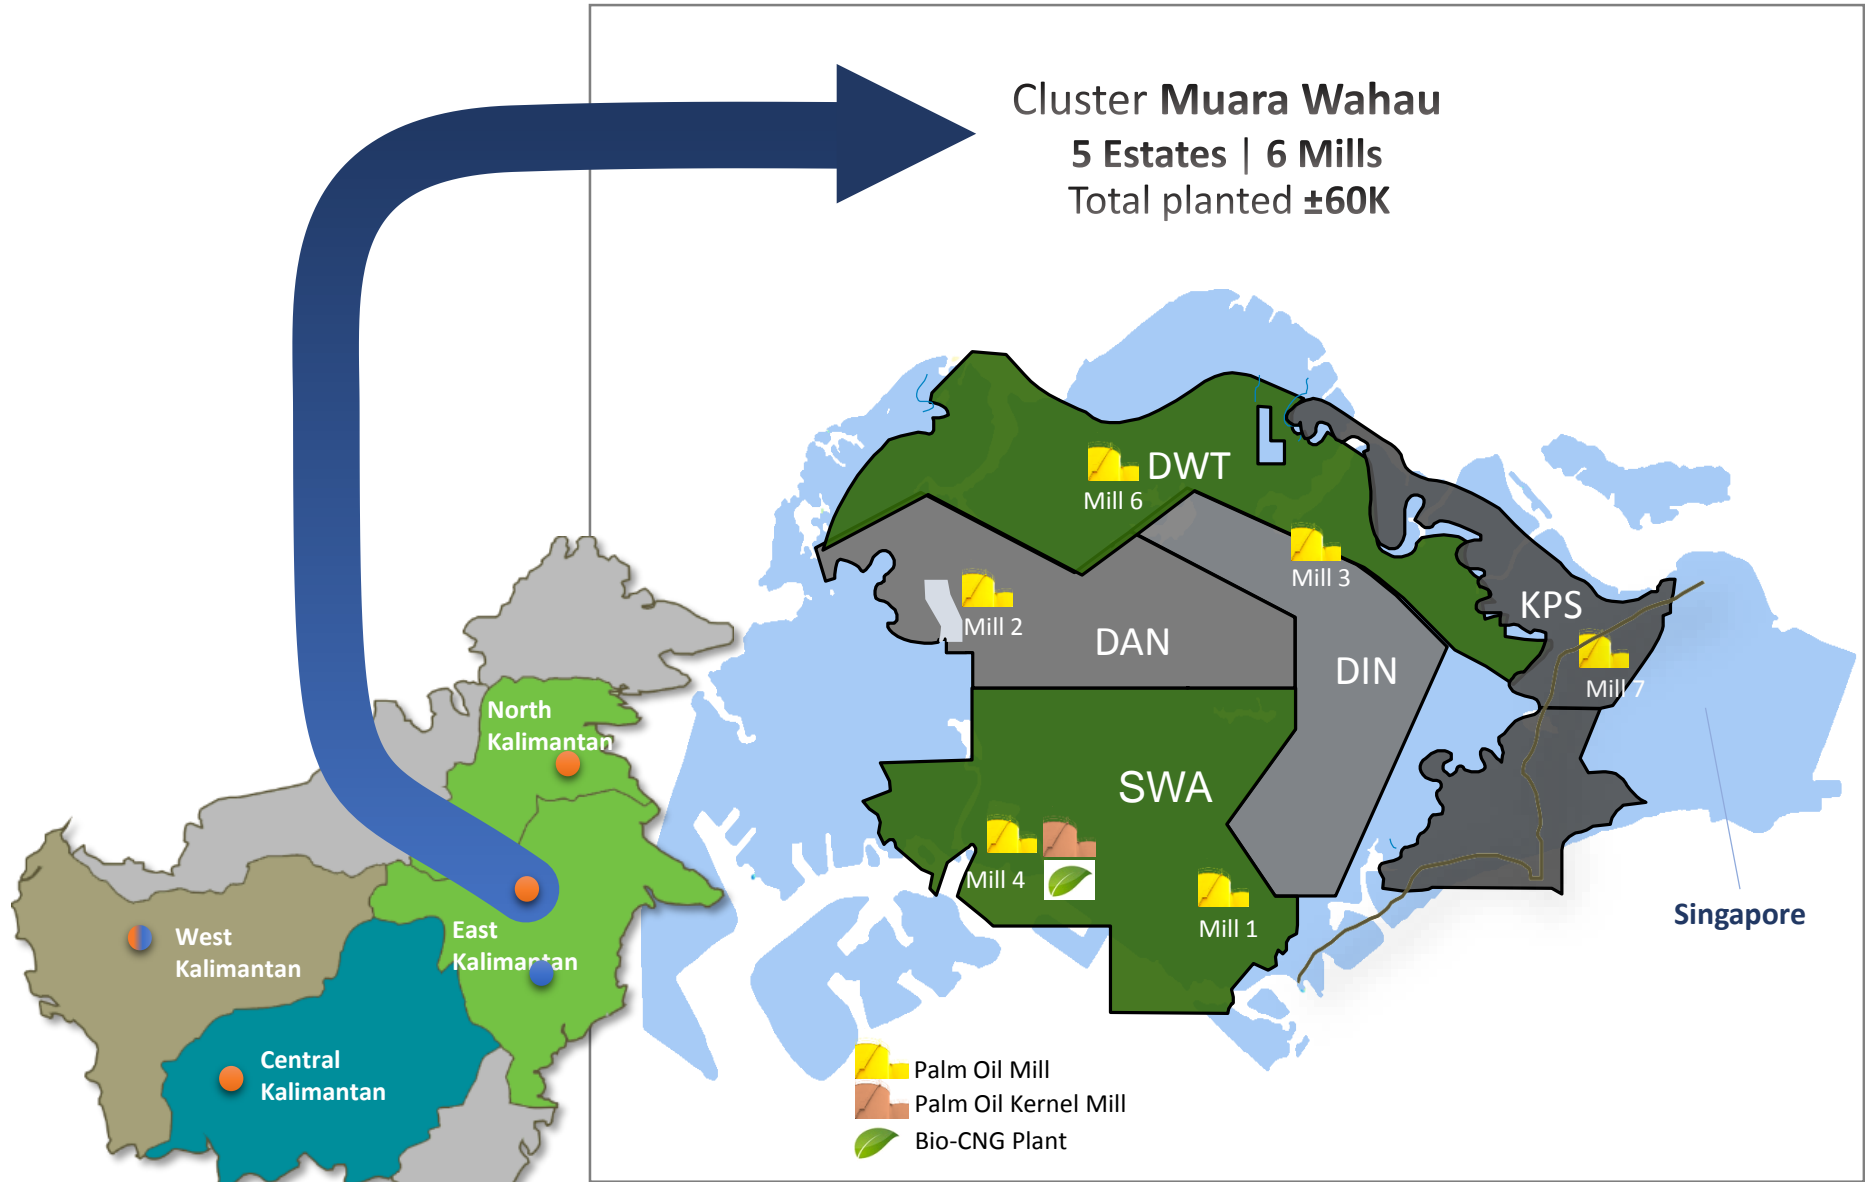 Cluster Muara Wahau
5 Estates | 6 Mills
Total planted ±60K
DWT
Mill 6
Mill 3
Mill 2
DAN
KPS
DIN
Mill 7
SWA
Mill 4
Mill 1
Singapore
North
Kalimantan
East
Kalimantan
West
Kalimantan
Central
Kalimantan
Palm Oil Mill
Palm Oil Kernel Mill
Bio-CNG Plant